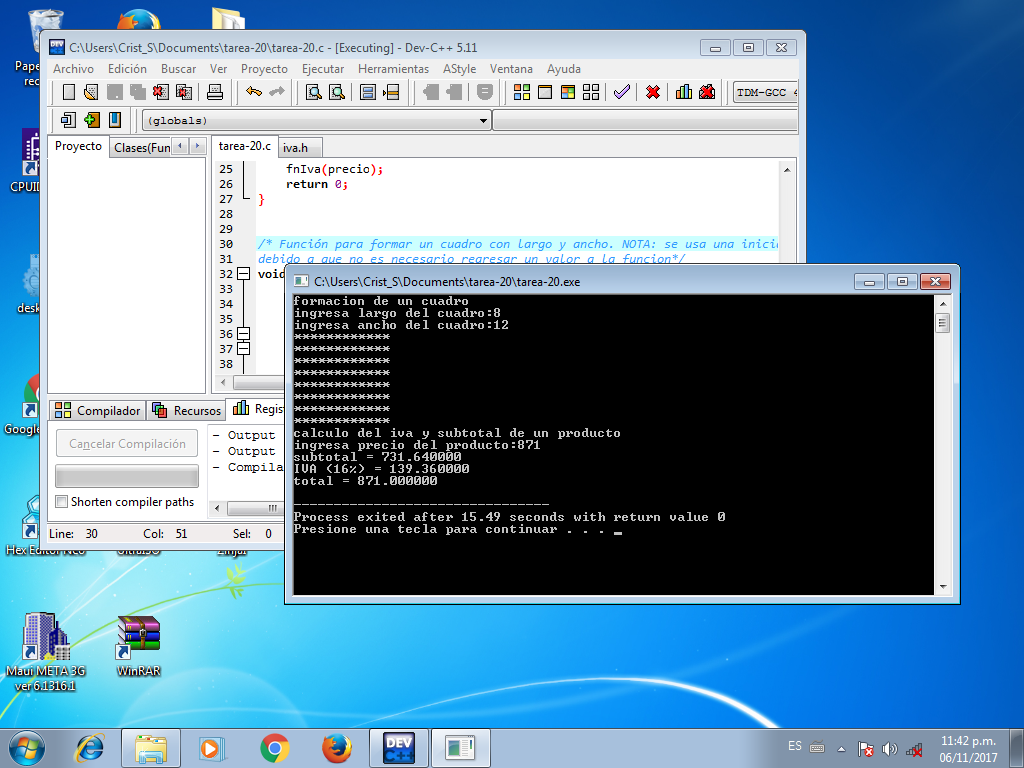 C:\Users\Crist_S\Documents\tarea-20\tarea-20.c - [Executing] - Dev-C++ 5.11
Archivo Edición Buscar Ver Proyecto Ejecutar Herramientas AStyle Ventana Ayuda
TDM-GCC 4
(globals)
Proyecto Clases(Fun tarea-20.c iva.h
25 fnIva(precio);
26 return 0;
27 }
28
29
30 /* Función para formar un cuadro con largo y ancho. NOTA: se usa una inici
31 debido a que no es necesario regresar un valor a la funcion*/
32 void
33
34
35
36
37
38
C:\Users\Crist_S\Documents\tarea-20\tarea-20.exe
formacion de un cuadro
ingresa largo del cuadro:8
ingresa ancho del cuadro:12
************
************
************
************
************
************
************
************
calculo del iva y subtotal de un producto
ingresa precio del producto:871
subtotal = 731.640000
IVA (16%) = 139.360000
total = 871.000000
--------------------------------
Process exited after 15.49 seconds with return value 0
Presione una tecla para continuar . . . _
Compilador Recursos Regis
Cancelar Compilación
Shorten compiler paths
- Output
- Output
- Compila
Line: 30 Col: 51 Sel: 0
Pape
rec
CPUID
desk
Google
Hex Editor Neo UltraISO Zinjai
Maui META 3G
ver 6.1316.1
WinRAR
DEV
C++
ES
11:42 p.m.
06/11/2017